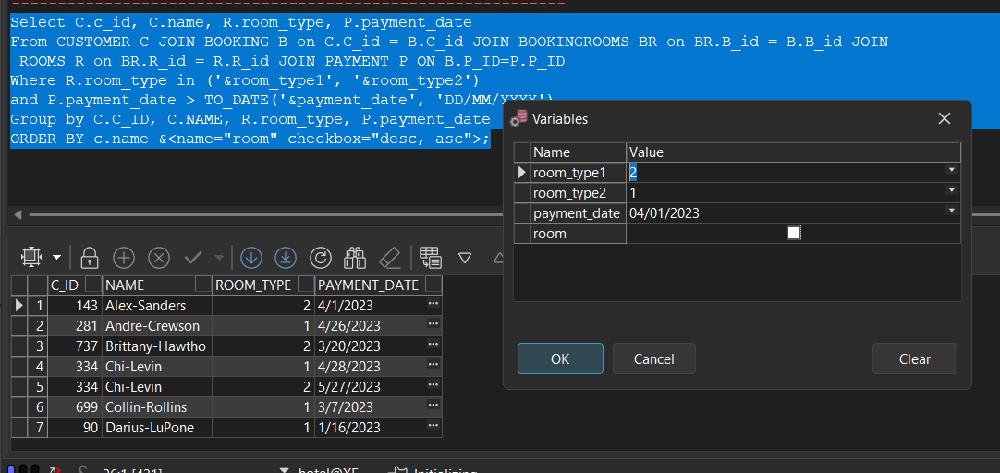 Select C.c_id, C.name, R.room_type, P.payment_date
From CUSTOMER C JOIN BOOKING B on C.C_id = B.C_id JOIN BOOKINGROOMS BR on BR.B_id = B.B_id JOIN
ROOMS R on BR.R_id = R.R_id JOIN PAYMENT P ON B.P_ID=P.P_ID
Where R.room_type in ('&room_type1', '&room_type2')
and P.payment_date > TO_DATE('&payment_date', 'DD/MM/YYYY')
Group by C.C_ID, C.NAME, R.room_type, P.payment_date
ORDER BY c.name &<name="room" checkbox="desc, asc">;
Variables
Name Value
room_type1 2
room_type2 1
payment_date 04/01/2023
room
OK Cancel Clear
C_ID NAME ROOM_TYPE PAYMENT_DATE
1 143 Alex-Sanders 2 4/1/2023 ...
2 281 Andre-Crewson 1 4/26/2023 ...
3 737 Brittany-Hawtho 2 3/20/2023 ...
4 334 Chi-Levin 1 4/28/2023 ...
5 334 Chi-Levin 2 5/27/2023 ...
6 699 Collin-Rollins 1 3/7/2023 ...
7 90 Darius-LuPone 1 1/16/2023 ...
26:1 [421] hotel@XE Initializing